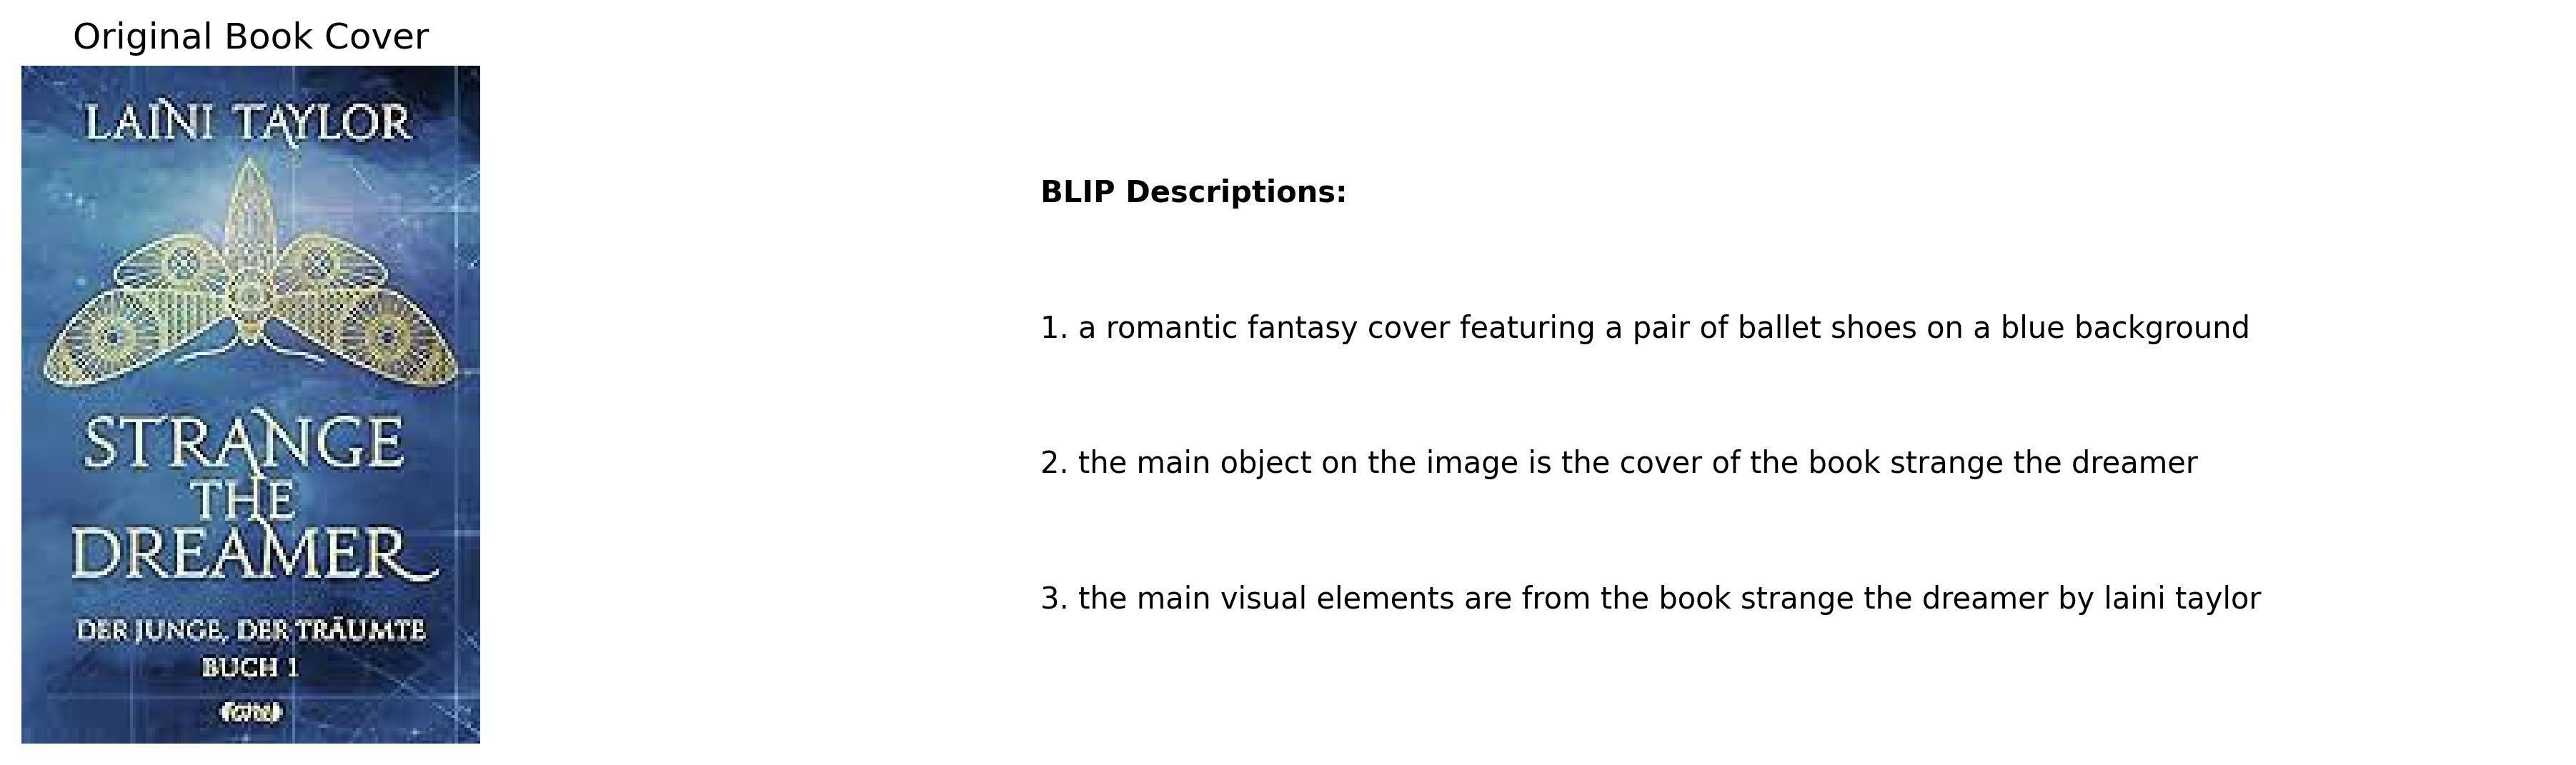 Original Book Cover
LAINI TAYLOR
STRANGE
THE
DREAMER
DER JUNGE, DER TRÄUMTE
BUCH 1
BLIP Descriptions:
1. a romantic fantasy cover featuring a pair of ballet shoes on a blue background
2. the main object on the image is the cover of the book strange the dreamer
3. the main visual elements are from the book strange the dreamer by laini taylor